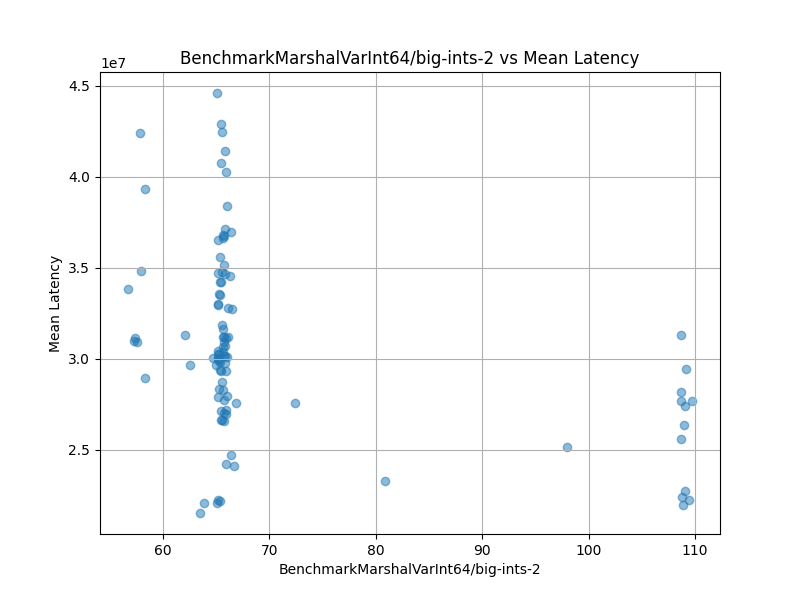 BenchmarkMarshalVarInt64/big-ints-2 vs Mean Latency
1e7
4.5
4.0
3.5
3.0
2.5
Mean Latency
60 70 80 90 100 110
BenchmarkMarshalVarInt64/big-ints-2